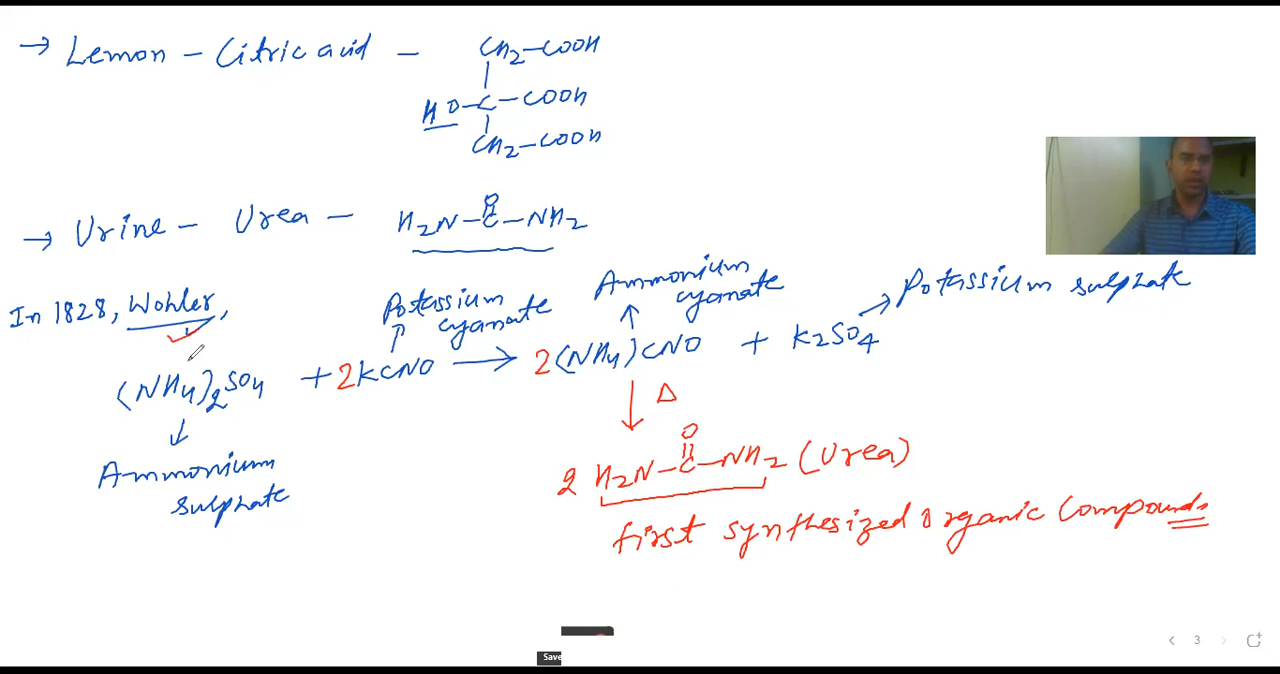 → Lemon - Citric acid -
CH2-COOH
HO-C-COOH
CH2-COOH
→ Urine - Urea -
O
H2N-C-NH2
In 1828, Wohler,
Potassium cyanate
Ammonium cyanate
Potassium sulphate
(NH4)2SO4 + 2KCNO → 2(NH4)CNO + K2SO4
Δ
Ammonium sulphate
O
2 H2N-C-NH2 (Urea)
first synthesized organic compounds
3
Save